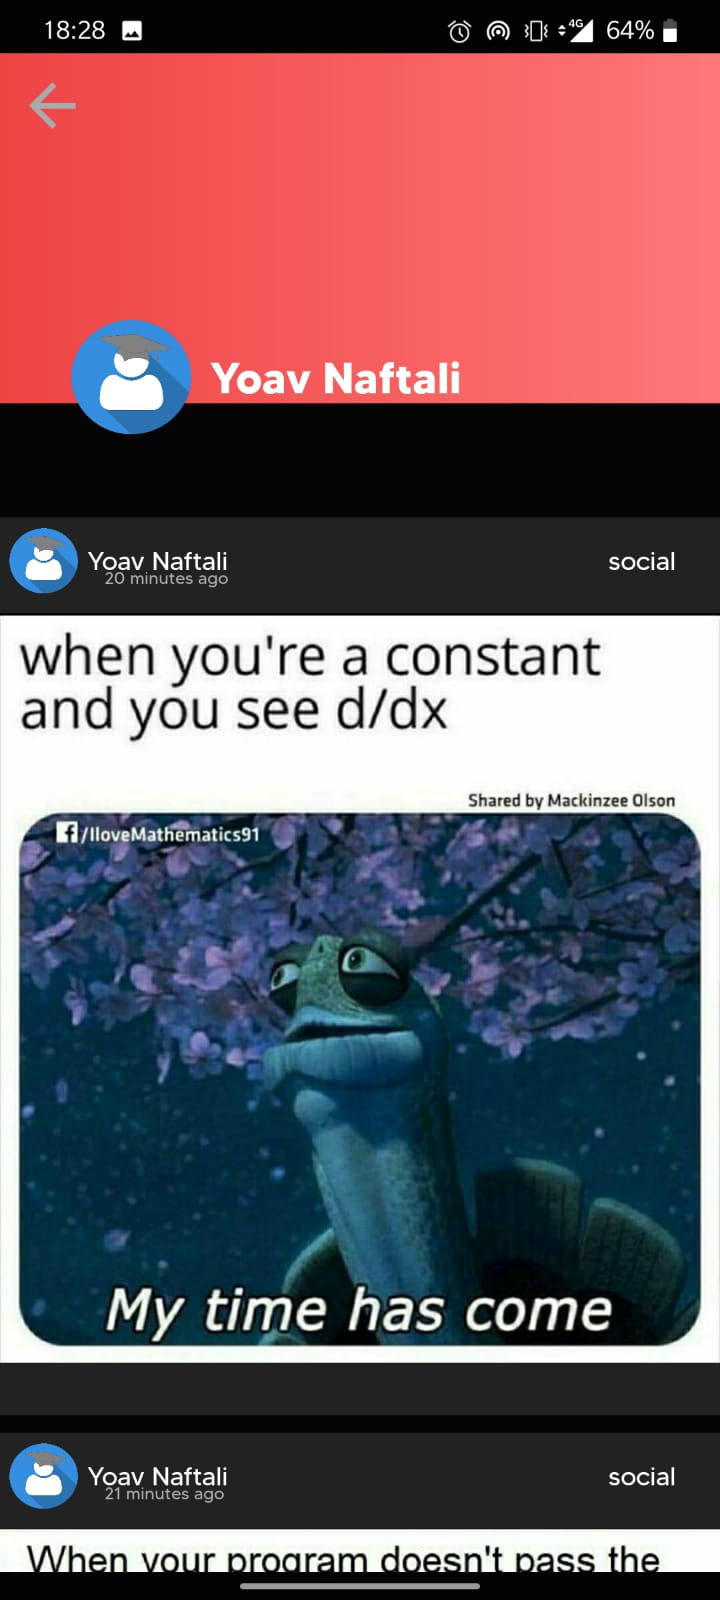 18:28
4G
64%
Yoav Naftali
Yoav Naftali
social
20 minutes ago
when you're a constant
and you see d/dx
Shared by Mackinzee Olson
f/IloveMathematics91
My time has come
Yoav Naftali
social
21 minutes ago
When your program doesn't pass the